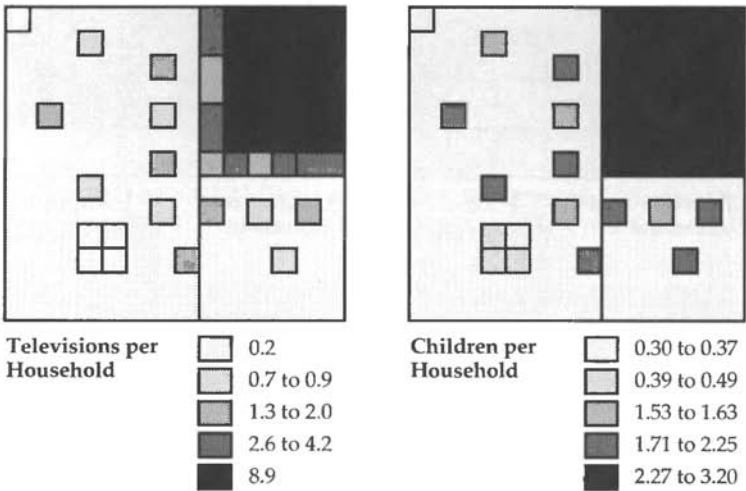 Televisions per
Household
0.2
0.7 to 0.9
1.3 to 2.0
2.6 to 4.2
8.9
Children per
Household
0.30 to 0.37
0.39 to 0.49
1.53 to 1.63
1.71 to 2.25
2.27 to 3.20